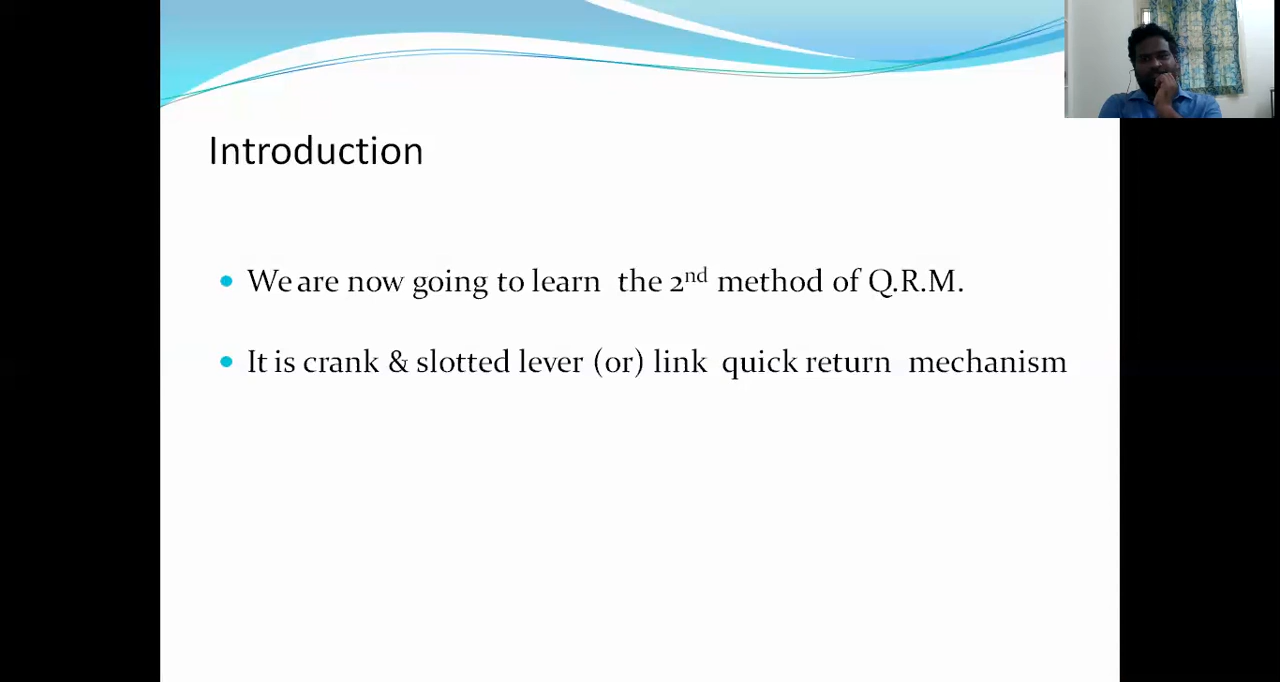 Introduction
We are now going to learn the 2nd method of Q.R.M.
It is crank & slotted lever (or) link quick return mechanism